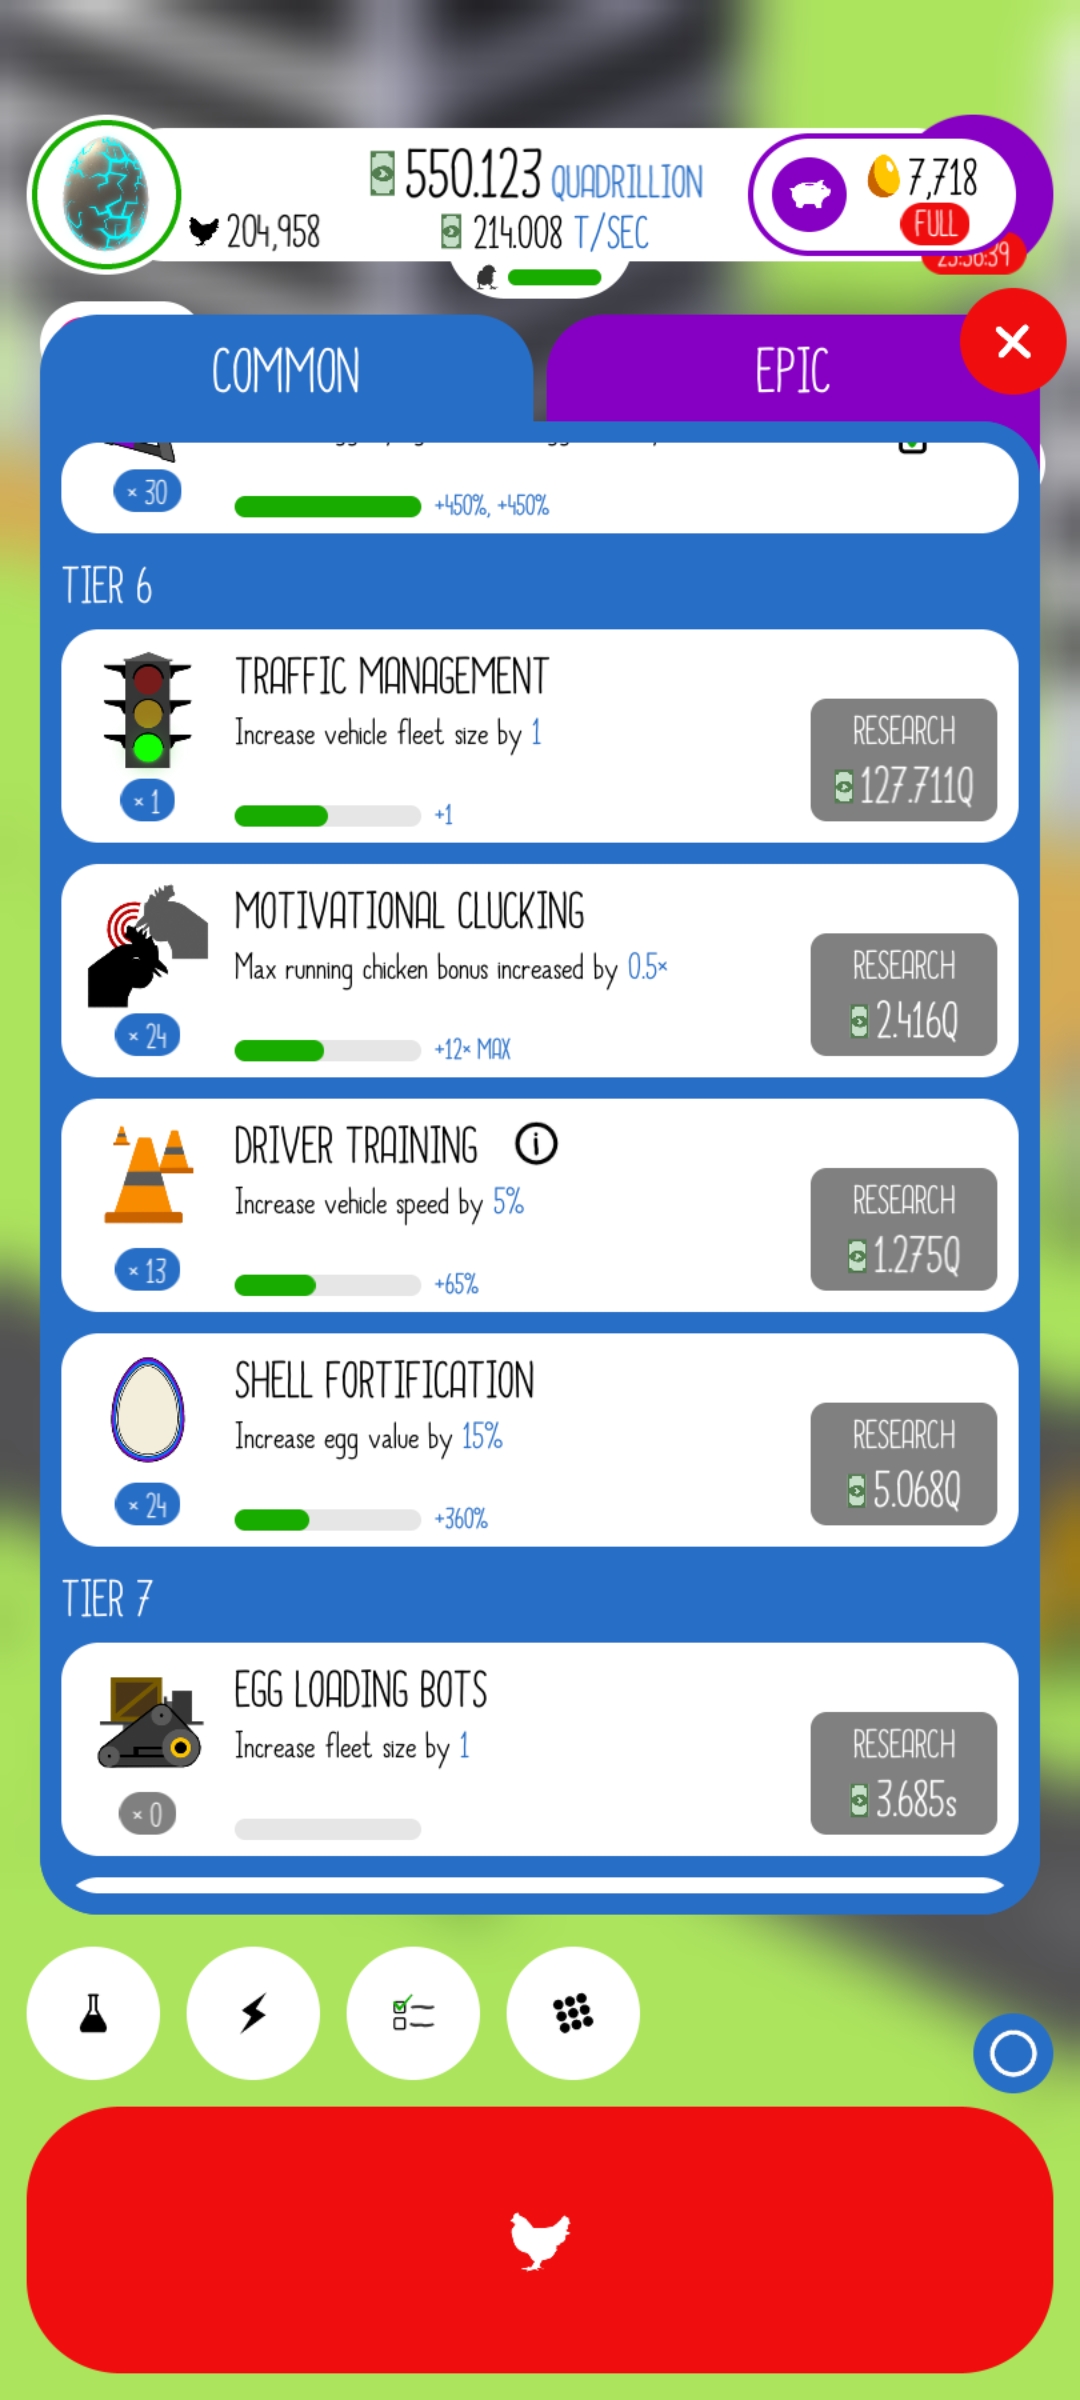 550.123 QUADRILLION
204,958
214.008 T/SEC
7,718
FULL
COMMON
EPIC
× 30
+450%, +450%
TIER 6
TRAFFIC MANAGEMENT
Increase vehicle fleet size by 1
RESEARCH
127.711Q
× 1
+1
MOTIVATIONAL CLUCKING
Max running chicken bonus increased by 0.5×
RESEARCH
2.416Q
× 24
+12× MAX
DRIVER TRAINING i
Increase vehicle speed by 5%
RESEARCH
1.275Q
× 13
+65%
SHELL FORTIFICATION
Increase egg value by 15%
RESEARCH
5.068Q
× 24
+360%
TIER 7
EGG LOADING BOTS
Increase fleet size by 1
RESEARCH
3.685s
× 0